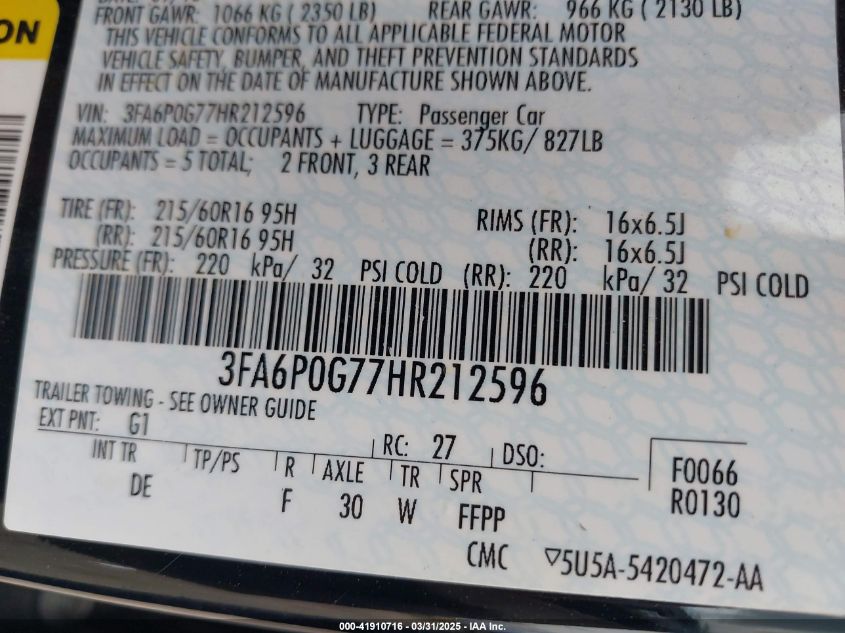 ON
FRONT GAWR: 1066 KG ( 2350 LB) REAR GAWR: 966 KG ( 2130 LB)
THIS VEHICLE CONFORMS TO ALL APPLICABLE FEDERAL MOTOR
VEHICLE SAFETY, BUMPER, AND THEFT PREVENTION STANDARDS
IN EFFECT ON THE DATE OF MANUFACTURE SHOWN ABOVE.
VIN: 3FA6P0G77HR212596 TYPE: Passenger Car
MAXIMUM LOAD = OCCUPANTS + LUGGAGE = 375KG/ 827LB
OCCUPANTS = 5 TOTAL; 2 FRONT, 3 REAR
TIRE (FR): 215/60R16 95H RIMS (FR): 16x6.5J
(RR): 215/60R16 95H (RR): 16x6.5J
PRESSURE (FR): 220 kPa/ 32 PSI COLD (RR): 220 kPa/ 32 PSI COLD
3FA6P0G77HR212596
TRAILER TOWING - SEE OWNER GUIDE
EXT PNT: G1 RC: 27 DSO: F0066
INT TR TP/PS R AXLE TR SPR R0130
DE F 30 W FFPP
CMC ▽5U5A-5420472-AA
000-41910716 - 03/31/2025 - IAA Inc.